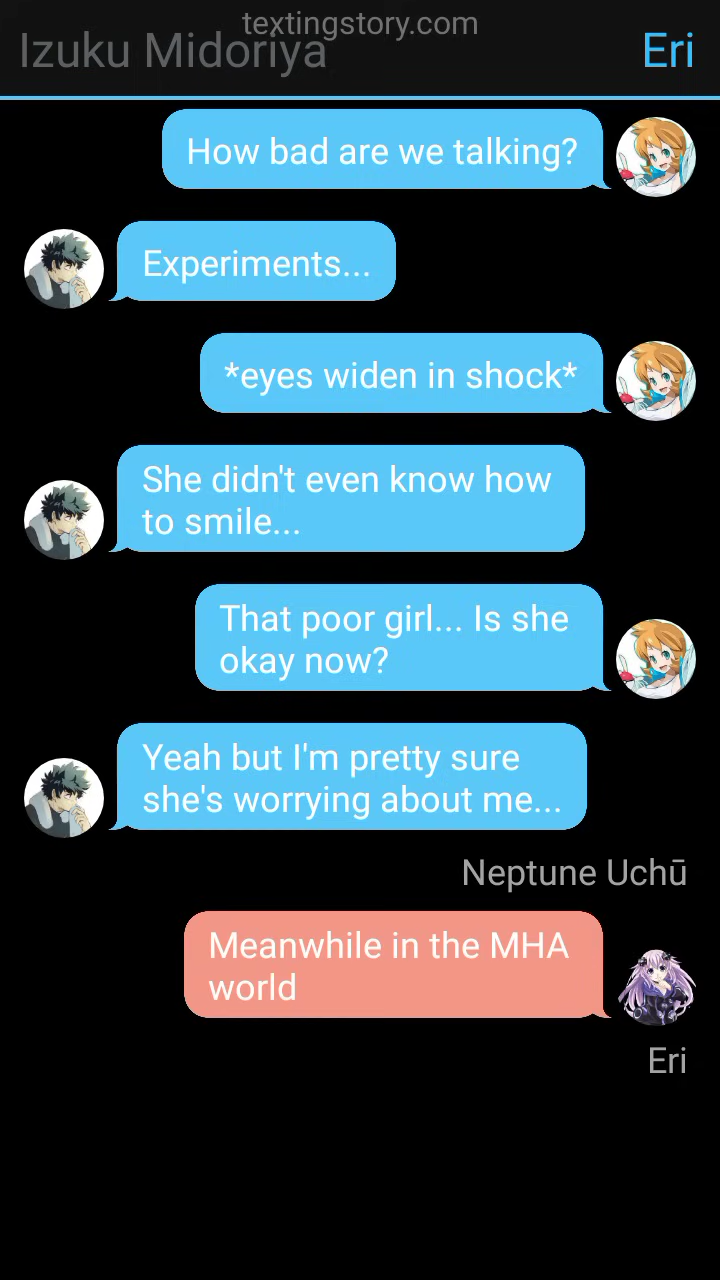 textingstory.com
Izuku Midoriya
Eri
How bad are we talking?
Experiments...
*eyes widen in shock*
She didn't even know how
to smile...
That poor girl... Is she
okay now?
Yeah but I'm pretty sure
she's worrying about me...
Neptune Uchū
Meanwhile in the MHA
world
Eri